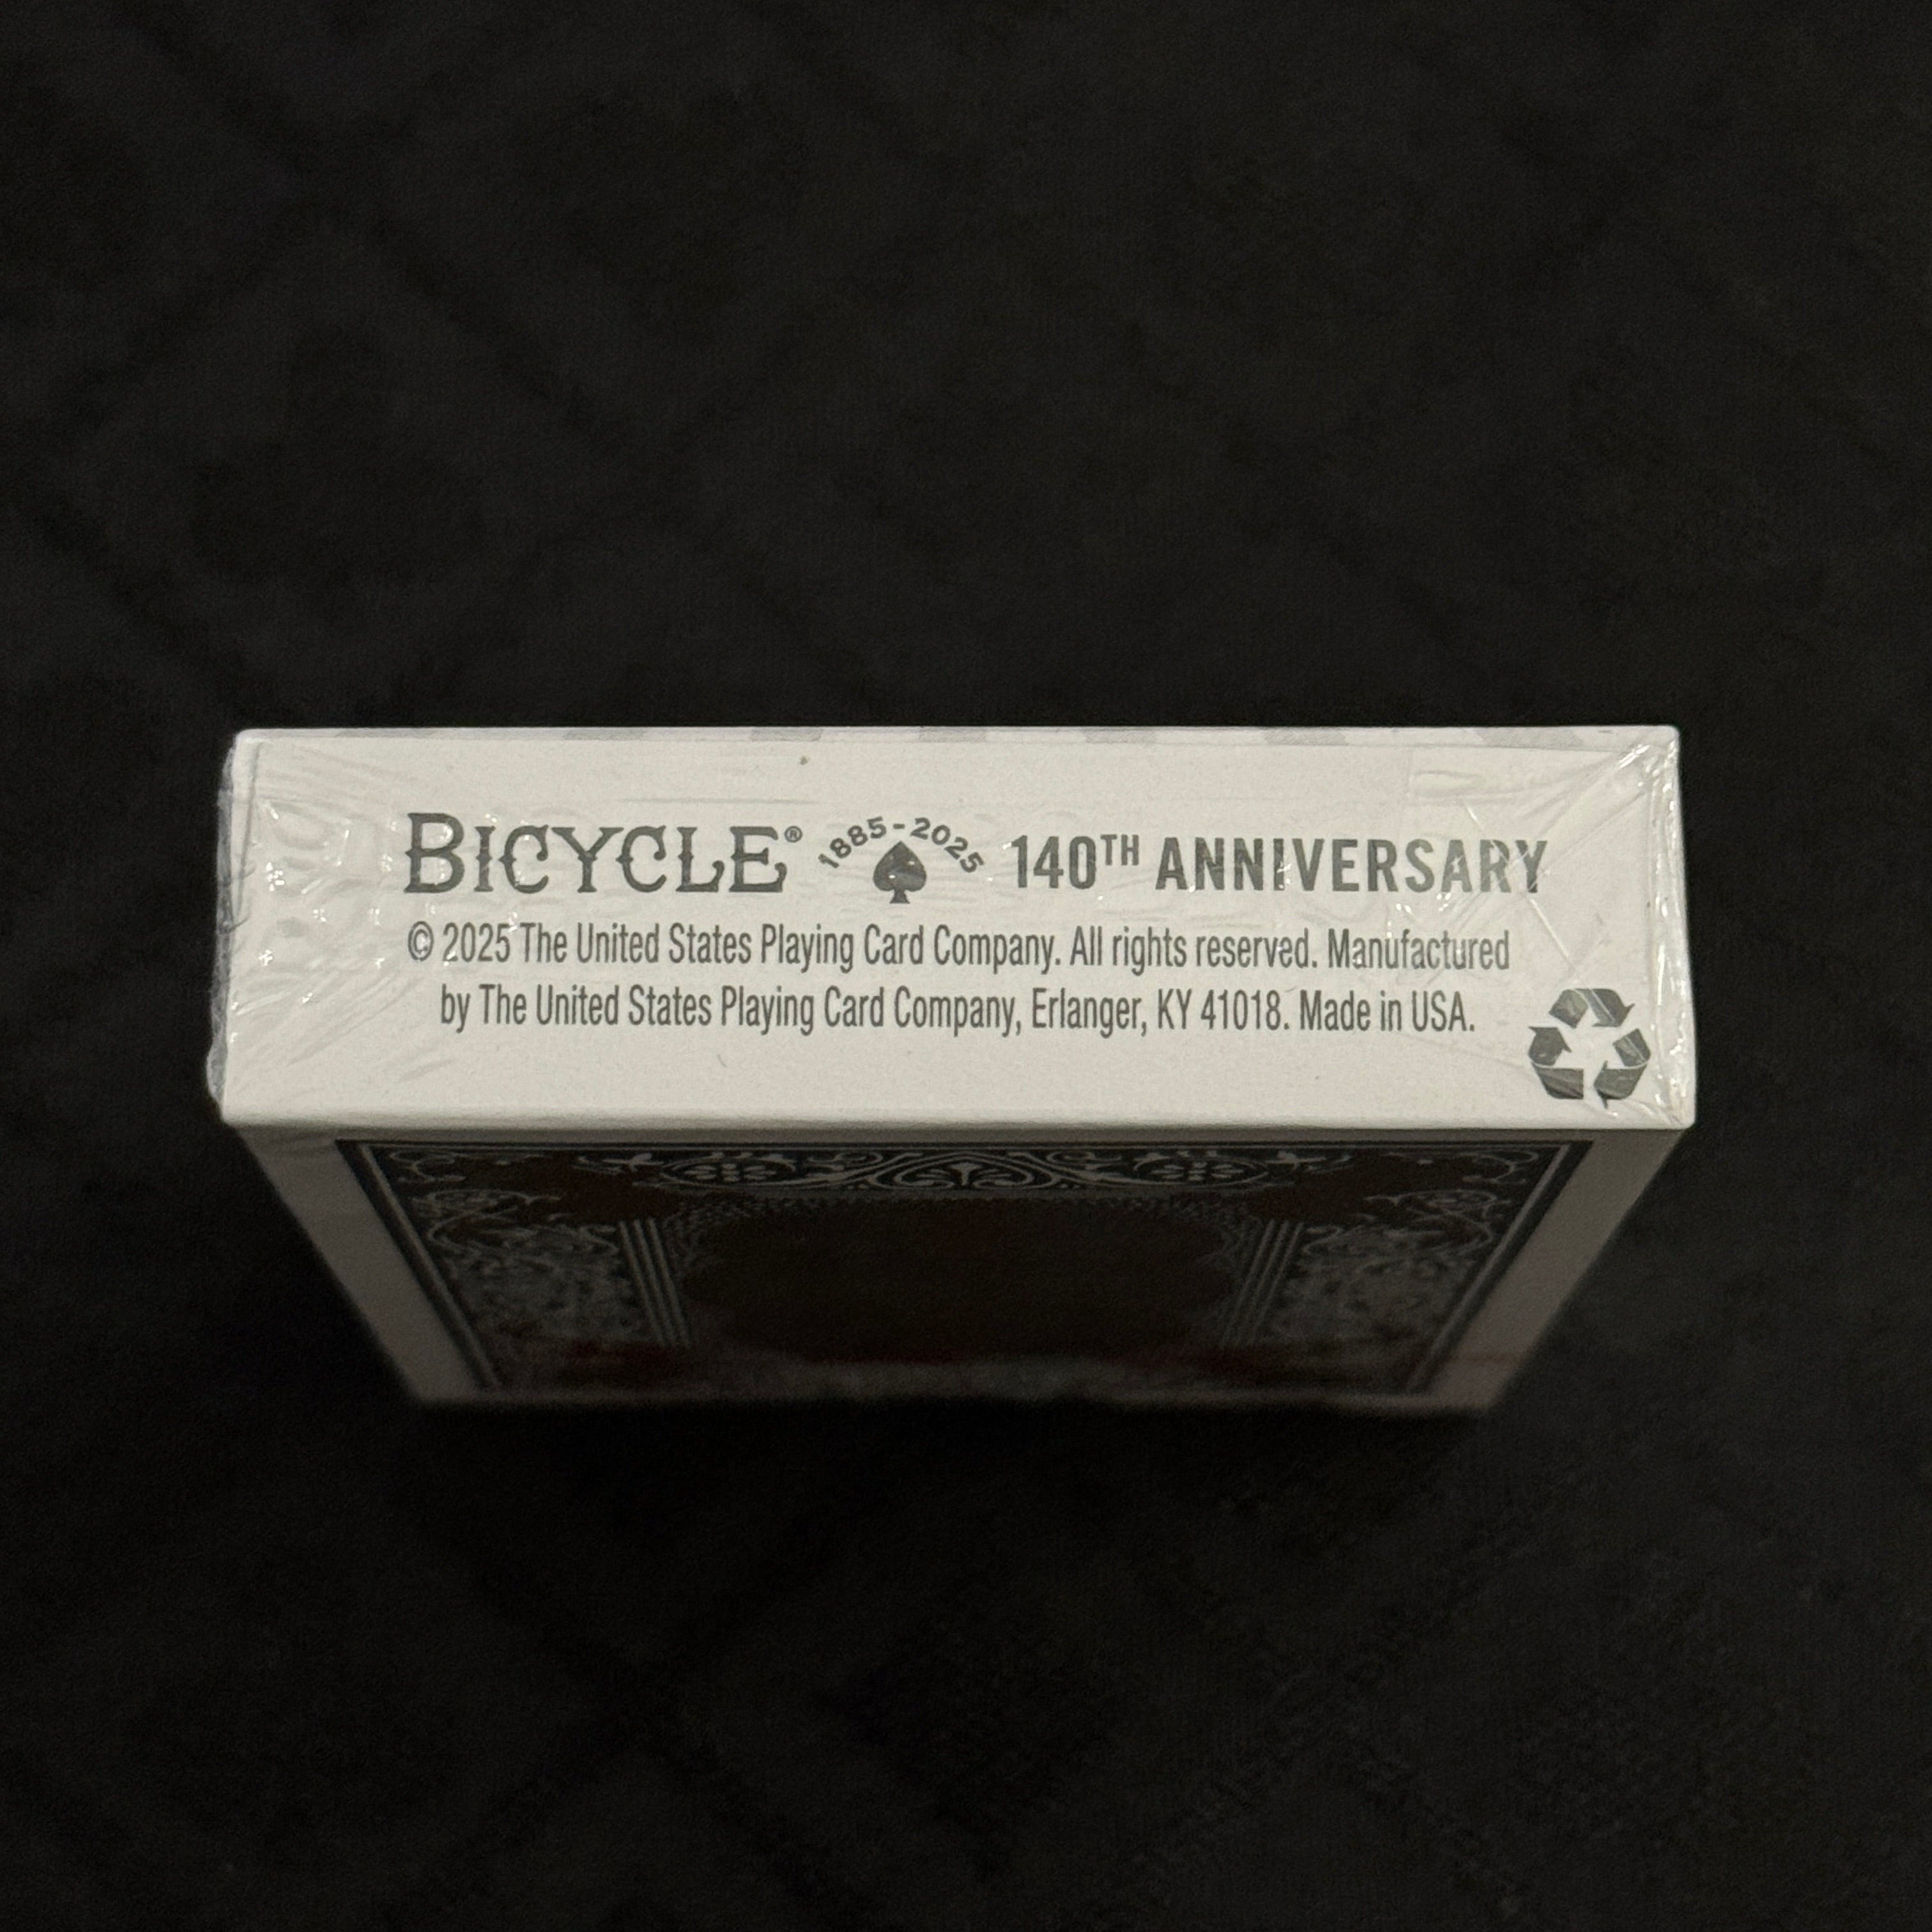 BICYCLE® 1885-2025 140TH ANNIVERSARY
© 2025 The United States Playing Card Company. All rights reserved. Manufactured
by The United States Playing Card Company, Erlanger, KY 41018. Made in USA.